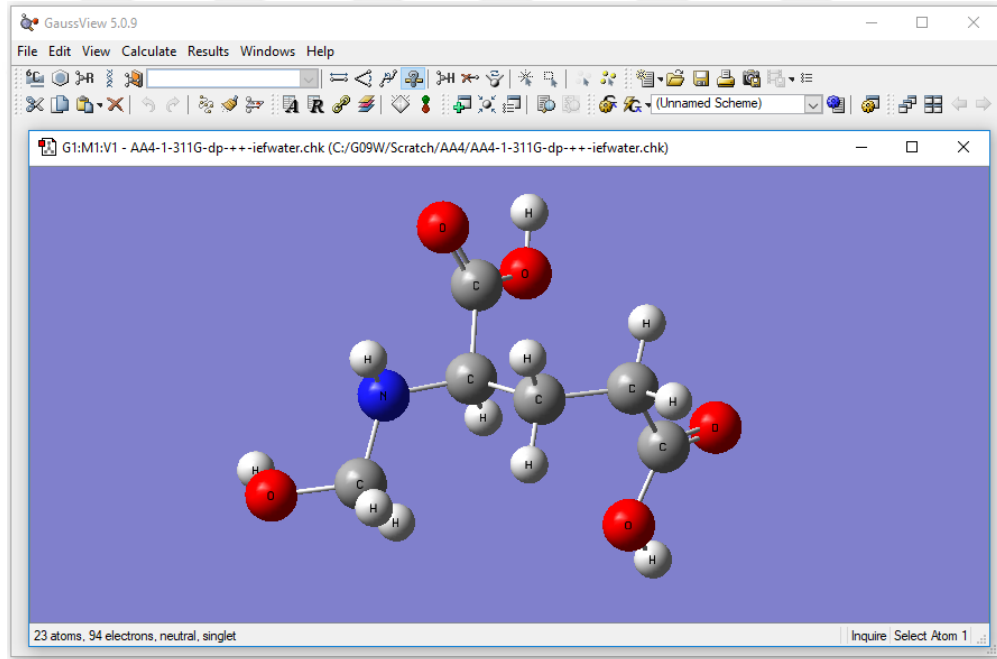 GaussView 5.0.9
File Edit View Calculate Results Windows Help
(Unnamed Scheme)
G1:M1:V1 - AA4-1-311G-dp-++-iefwater.chk (C:/G09W/Scratch/AA4/AA4-1-311G-dp-++-iefwater.chk)
H
O
O
C
H
H
H
C
C
C
H
N
H
C
O
H
H
C
O
H
H
O
H
23 atoms, 94 electrons, neutral, singlet
Inquire Select Atom 1